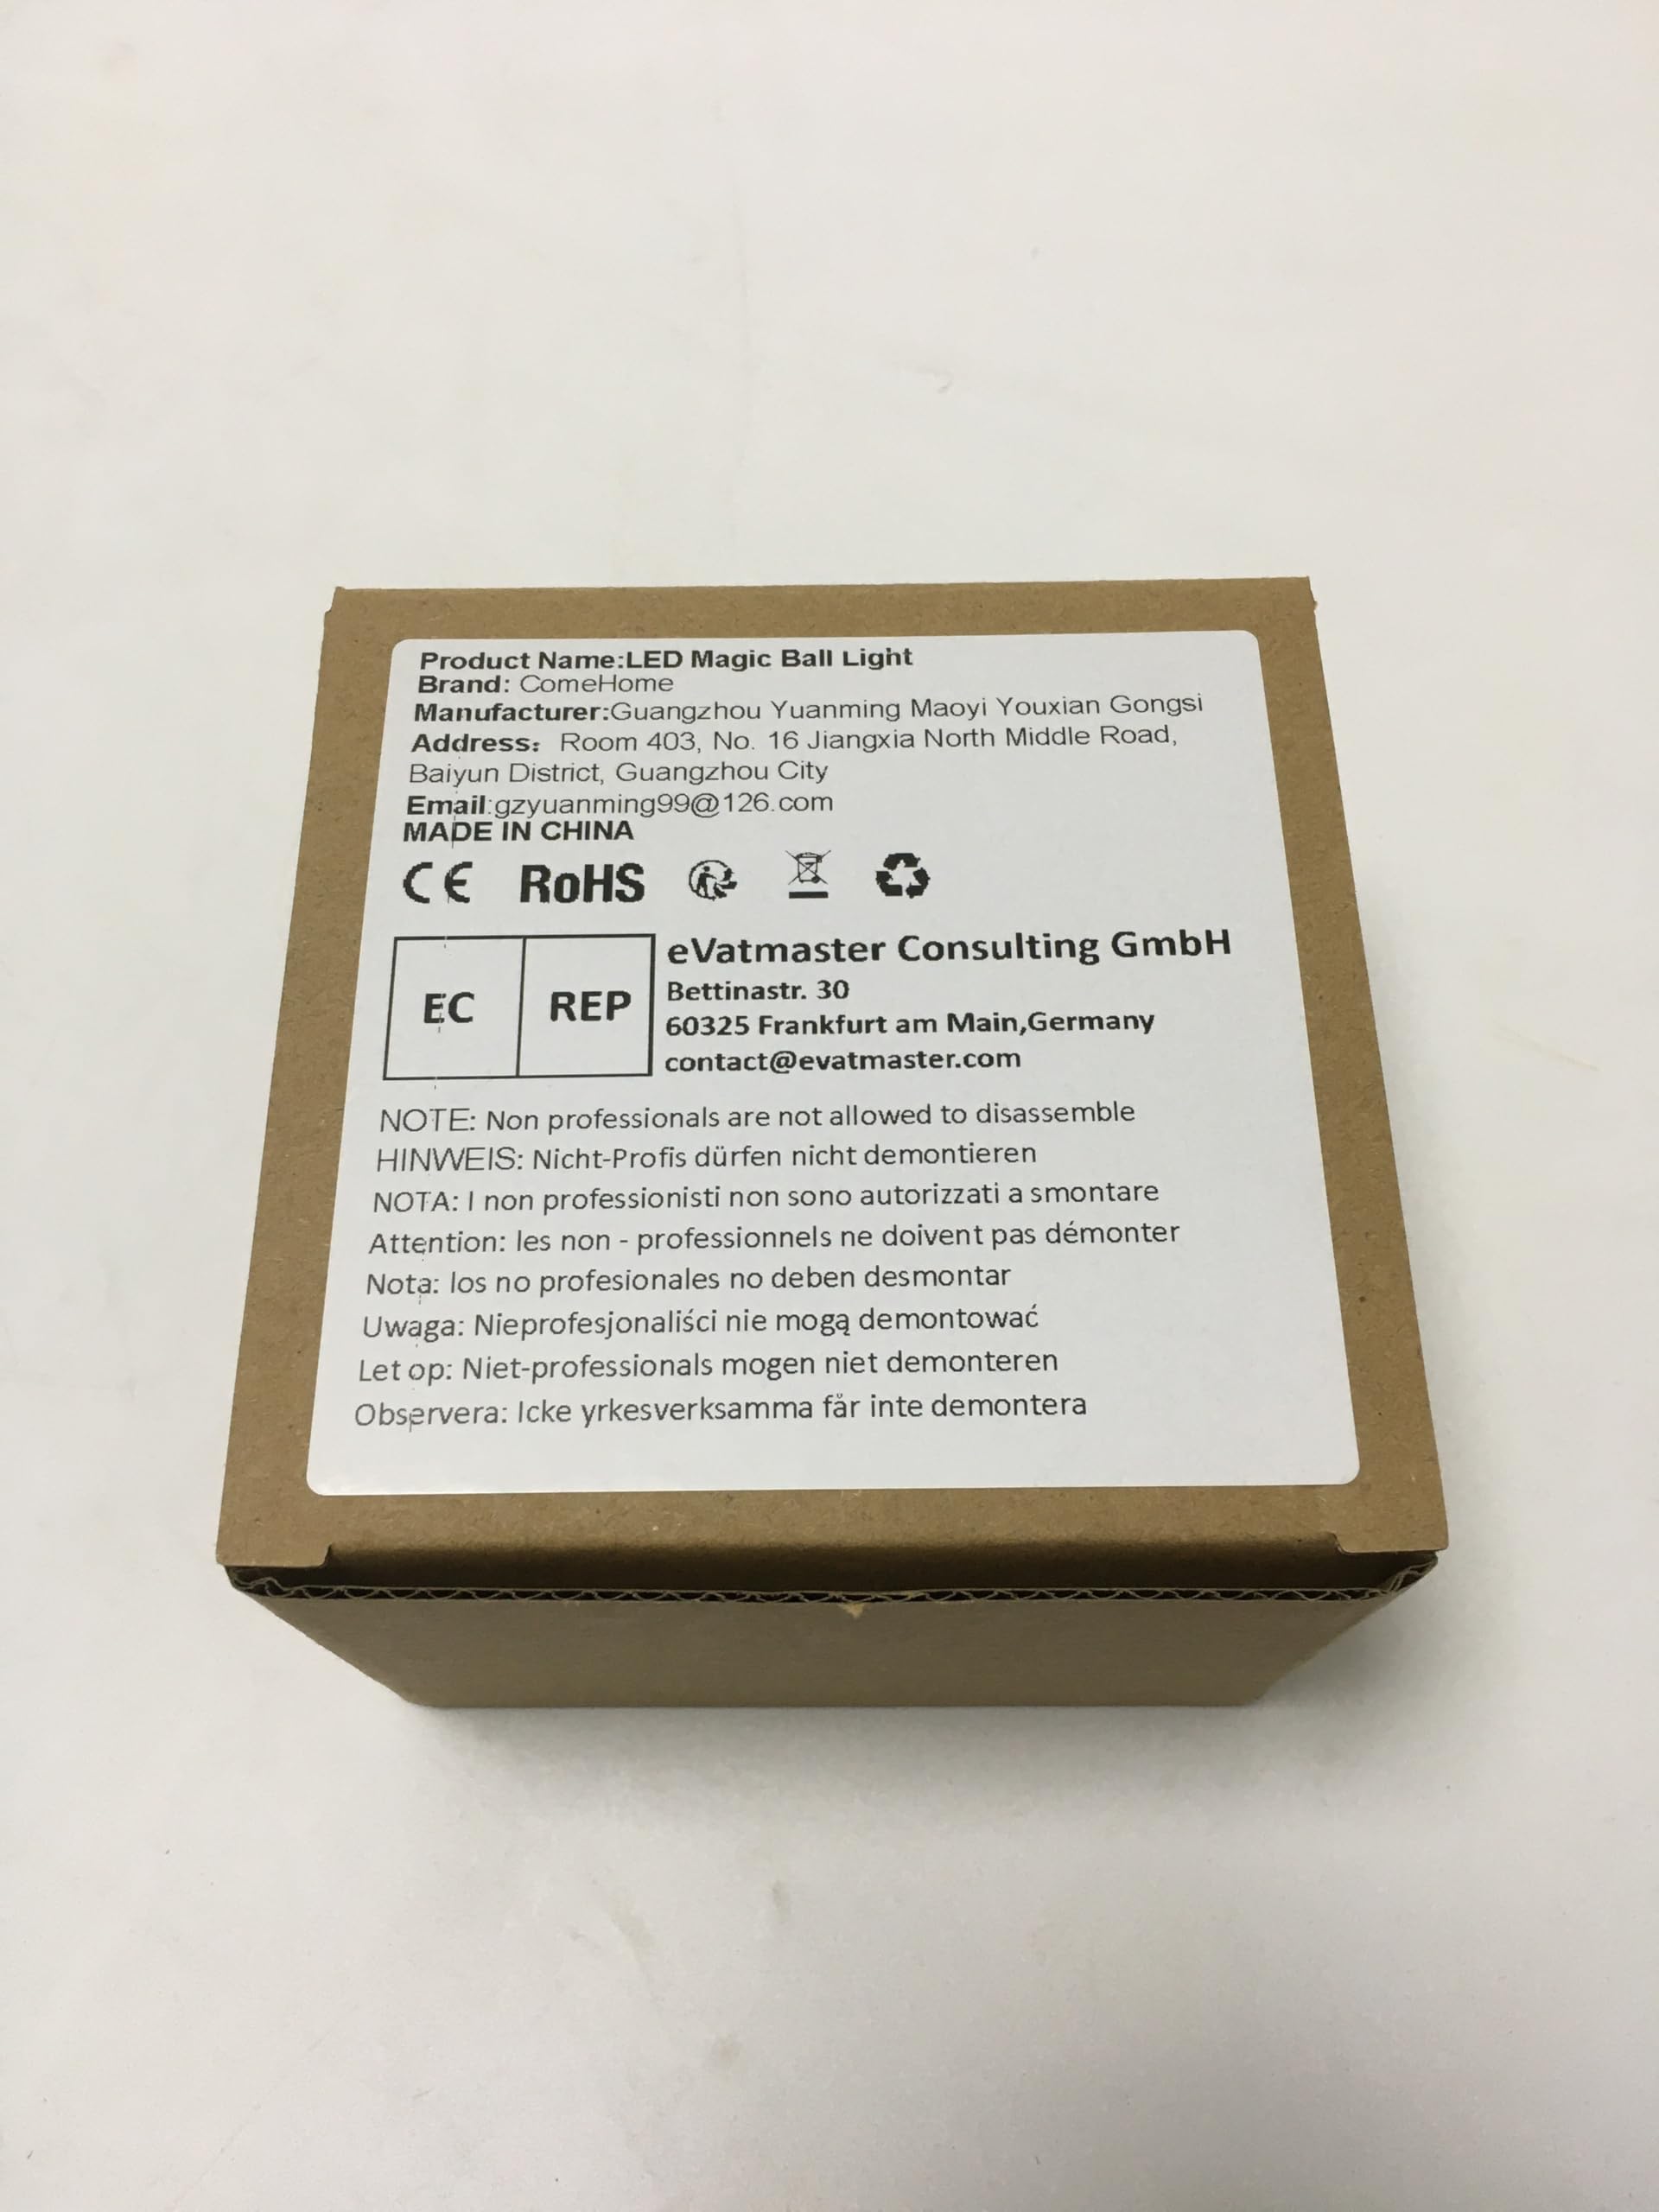 Product Name:LED Magic Ball Light
Brand: ComeHome
Manufacturer:Guangzhou Yuanming Maoyi Youxian Gongsi
Address: Room 403, No. 16 Jiangxia North Middle Road,
Baiyun District, Guangzhou City
Email:gzyuanming99@126.com
MADE IN CHINA
CE RoHS
EC REP
eVatmaster Consulting GmbH
Bettinastr. 30
60325 Frankfurt am Main,Germany
contact@evatmaster.com
NOTE: Non professionals are not allowed to disassemble
HINWEIS: Nicht-Profis dürfen nicht demontieren
NOTA: I non professionisti non sono autorizzati a smontare
Attention: les non - professionnels ne doivent pas démonter
Nota: los no profesionales no deben desmontar
Uwaga: Nieprofesjonaliści nie mogą demontować
Let op: Niet-professionals mogen niet demonteren
Observera: Icke yrkesverksamma får inte demontera